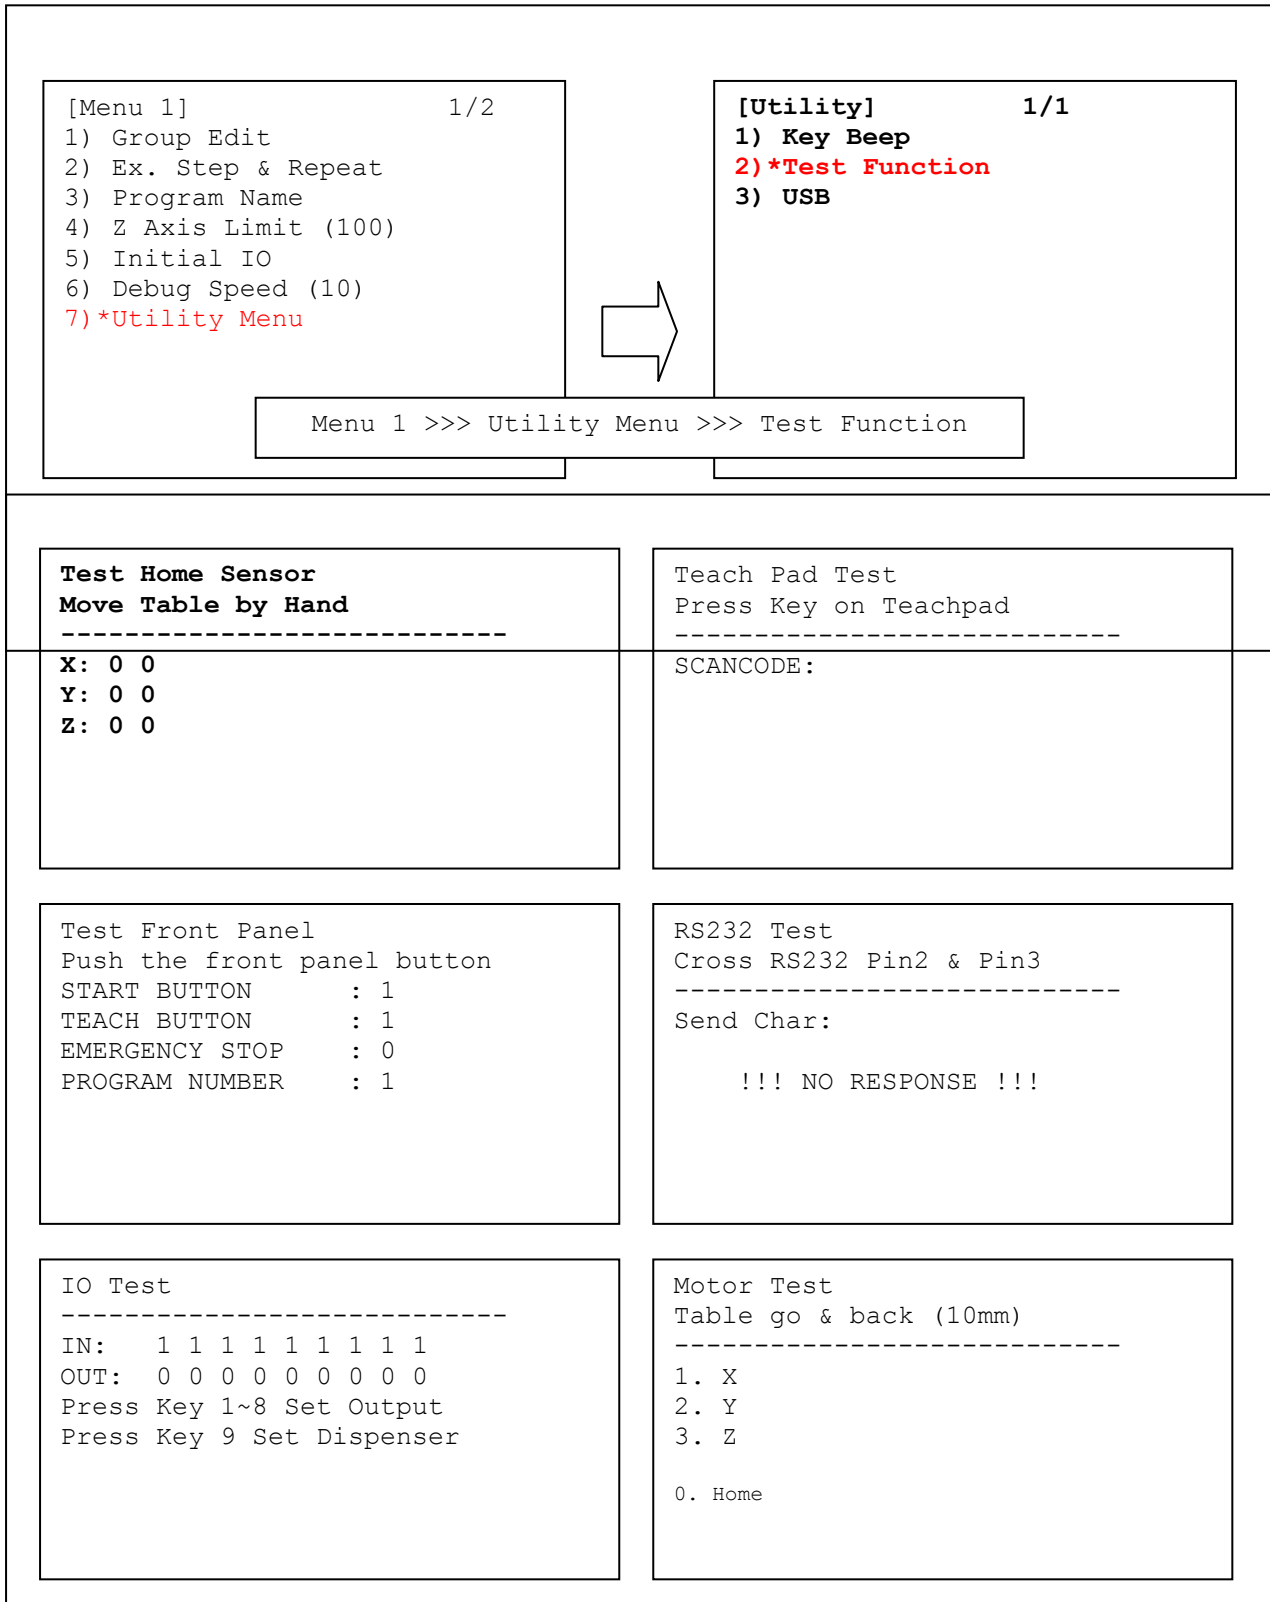 [Menu 1] 1/2
1) Group Edit
2) Ex. Step & Repeat
3) Program Name
4) Z Axis Limit (100)
5) Initial IO
6) Debug Speed (10)
7)*Utility Menu
[Utility] 1/1
1) Key Beep
2)*Test Function
3) USB
Menu 1 >>> Utility Menu >>> Test Function
Test Home Sensor
Move Table by Hand
----------------------------
X: 0 0
Y: 0 0
Z: 0 0
Teach Pad Test
Press Key on Teachpad
----------------------------
SCANCODE:
Test Front Panel
Push the front panel button
START BUTTON : 1
TEACH BUTTON : 1
EMERGENCY STOP : 0
PROGRAM NUMBER : 1
RS232 Test
Cross RS232 Pin2 & Pin3
----------------------------
Send Char:
!!! NO RESPONSE !!!
IO Test
----------------------------
IN: 1 1 1 1 1 1 1 1 1
OUT: 0 0 0 0 0 0 0 0 0
Press Key 1~8 Set Output
Press Key 9 Set Dispenser
Motor Test
Table go & back (10mm)
----------------------------
1. X
2. Y
3. Z
0. Home